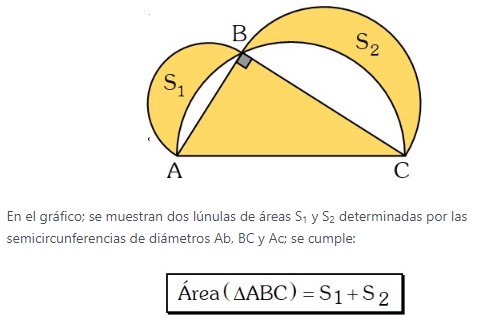 B
S₂
S₁
A
C
En el gráfico; se muestran dos lúnulas de áreas S₁ y S₂ determinadas por las
semicircunferencias de diámetros Ab, BC y Ac; se cumple:
Área(ΔABC) = S₁+S₂